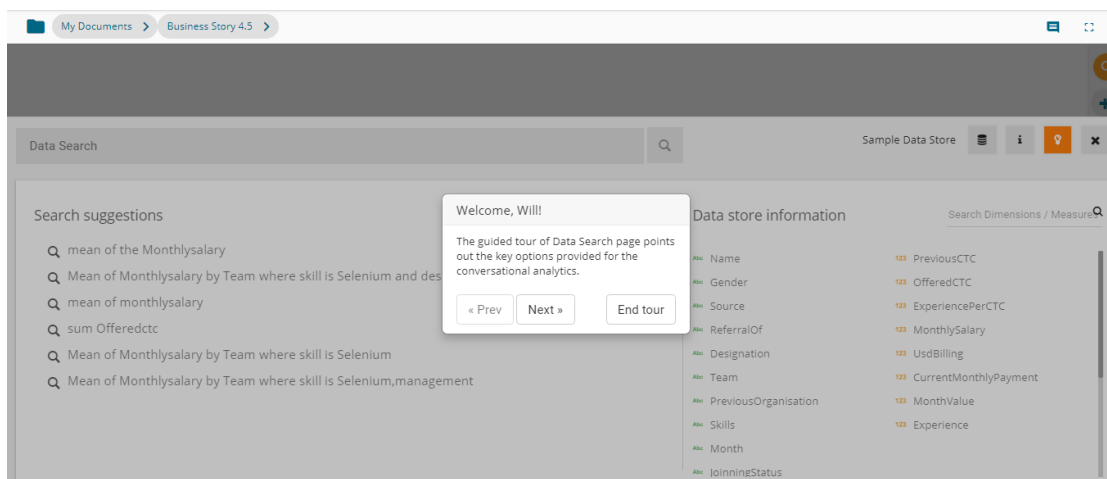 My Documents > Business Story 4.5 >
Data Search
Sample Data Store
i
Search suggestions
mean of the Monthlysalary
Mean of Monthlysalary by Team where skill is Selenium and des
mean of monthlysalary
sum Offeredctc
Mean of Monthlysalary by Team where skill is Selenium
Mean of Monthlysalary by Team where skill is Selenium,management
Welcome, Will!
The guided tour of Data Search page points
out the key options provided for the
conversational analytics.
« Prev
Next »
End tour
Data store information
Search Dimensions / Measures
Abc Name
Abc Gender
Abc Source
Abc ReferralOf
Abc Designation
Abc Team
Abc PreviousOrganisation
Abc Skills
Abc Month
Abc JoinningStatus
123 PreviousCTC
123 OfferedCTC
123 ExperiencePerCTC
123 MonthlySalary
123 UsdBilling
123 CurrentMonthlyPayment
123 MonthValue
123 Experience